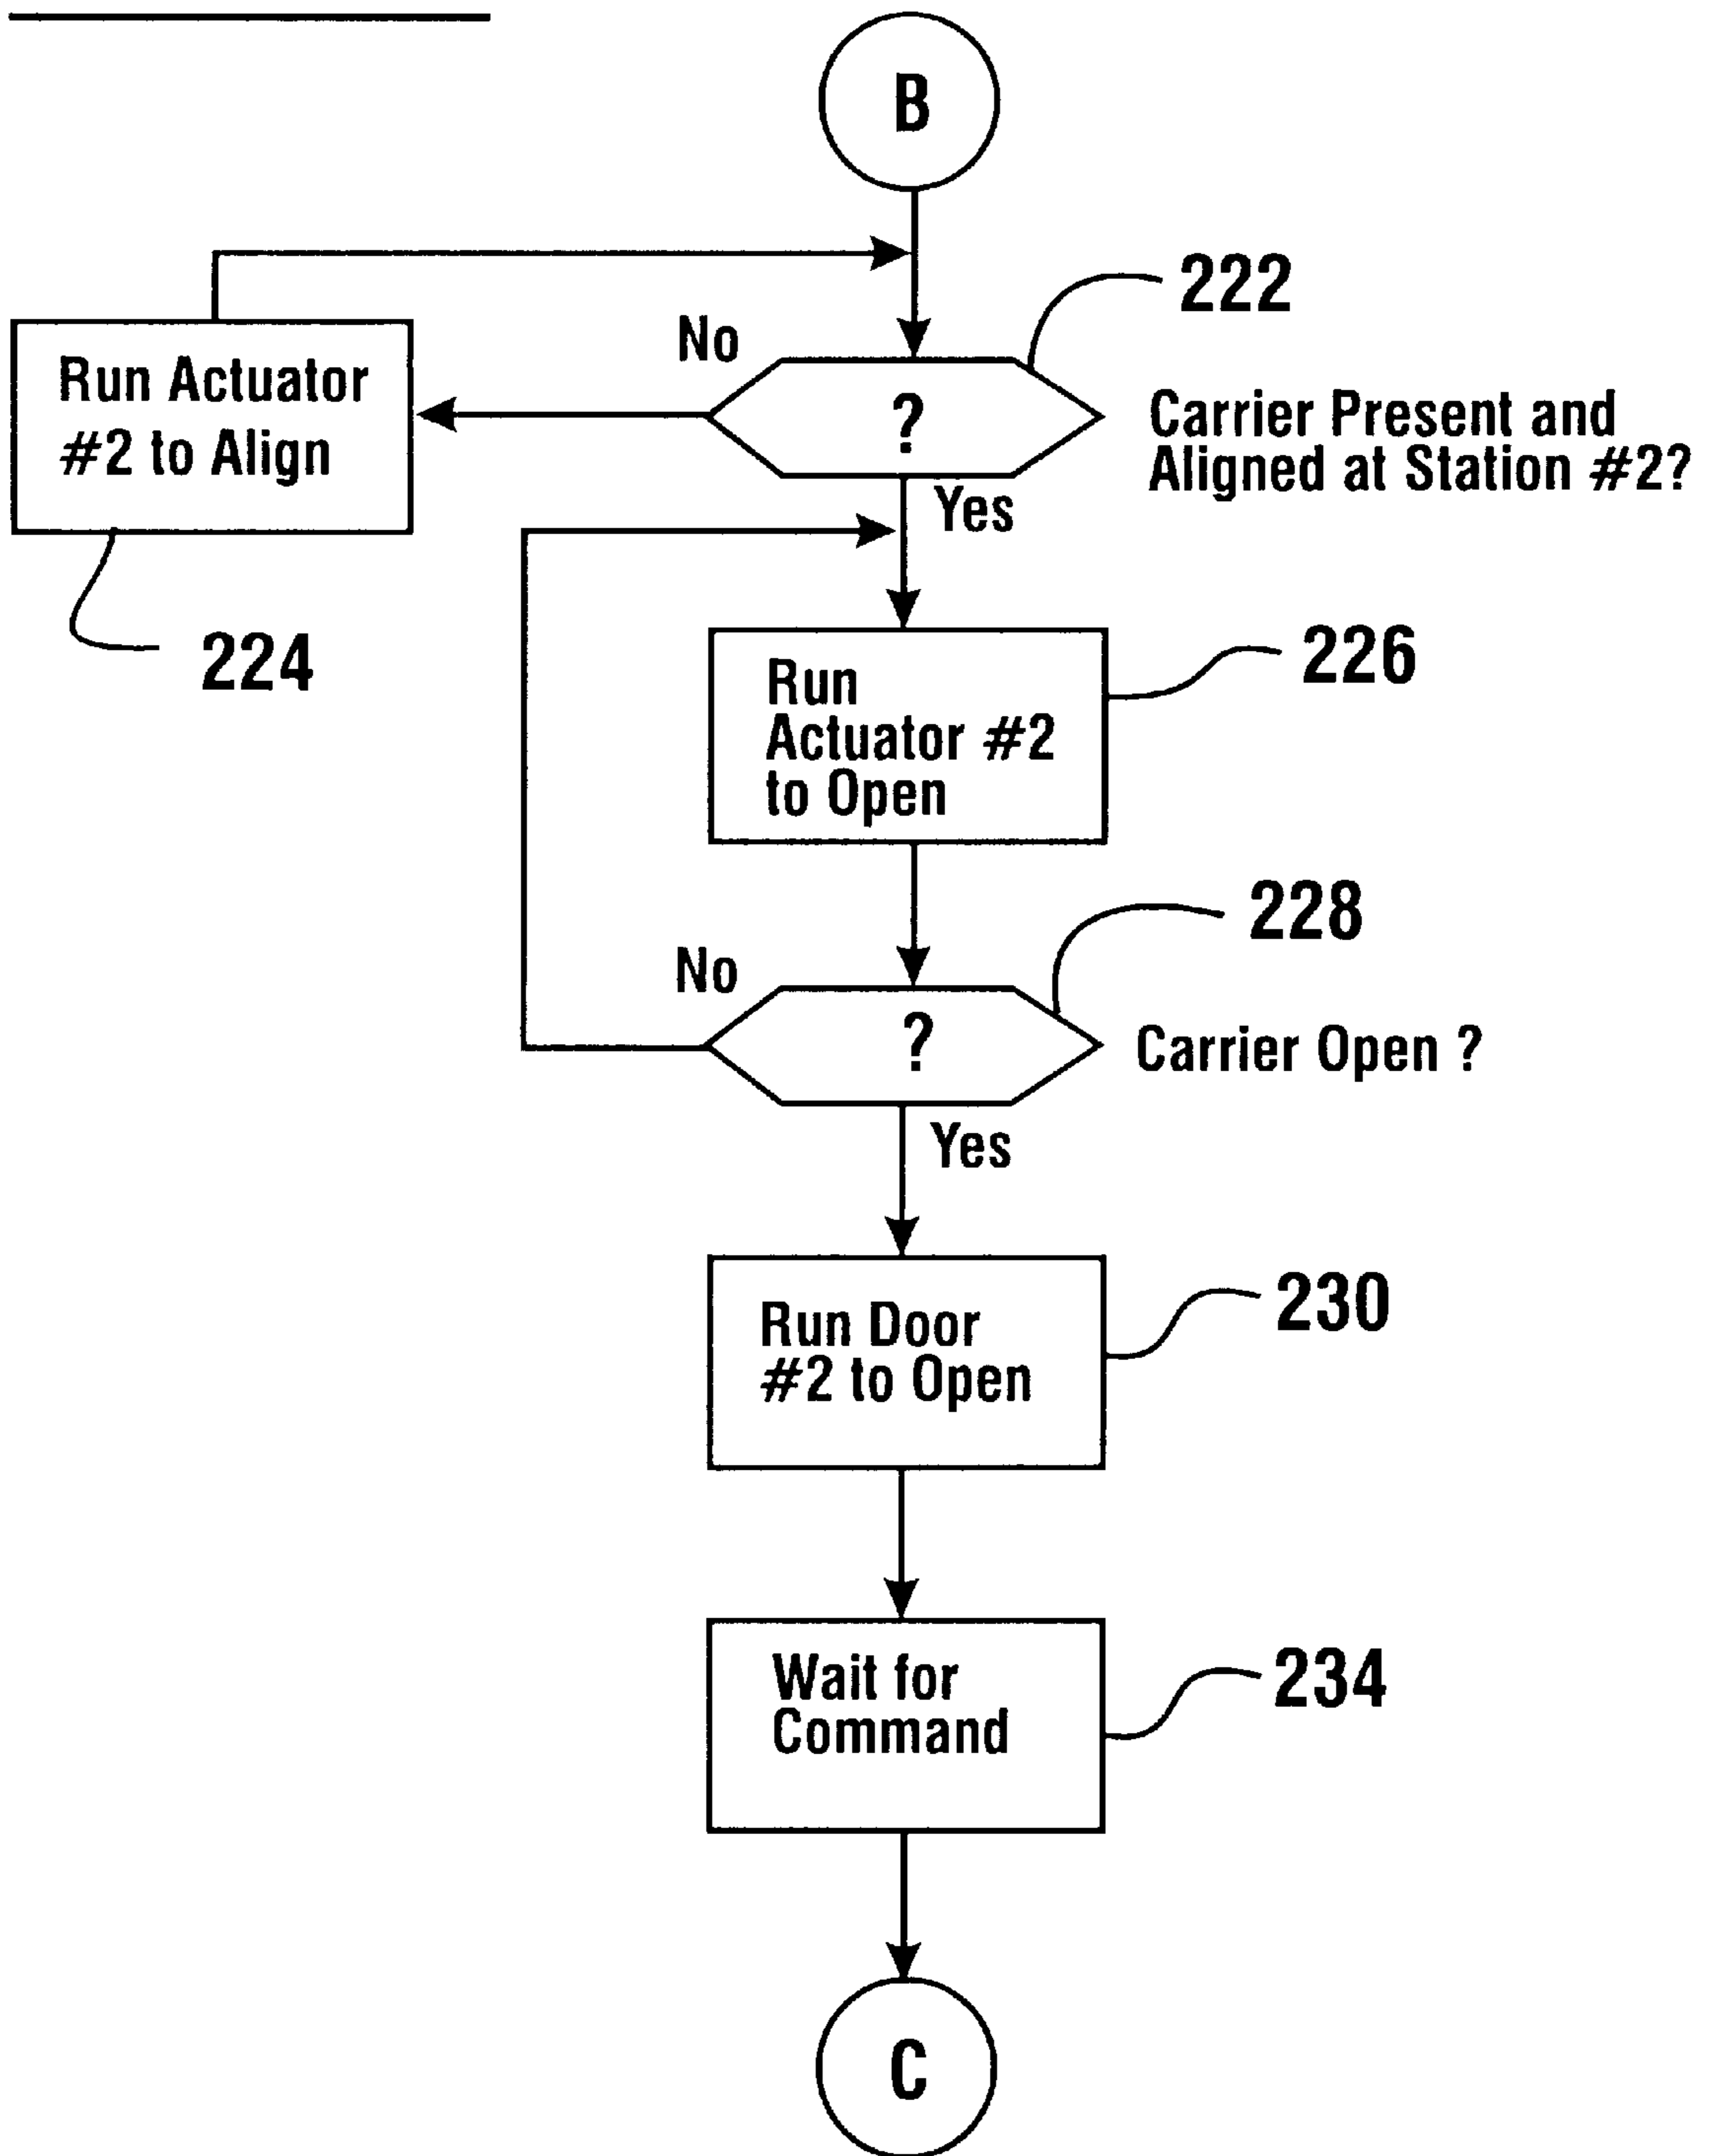 B
222
No
Run Actuator
#2 to Align
?
Carrier Present and
Aligned at Station #2?
Yes
224
226
Run
Actuator #2
to Open
228
No
?
Carrier Open ?
Yes
230
Run Door
#2 to Open
234
Wait for
Command
C